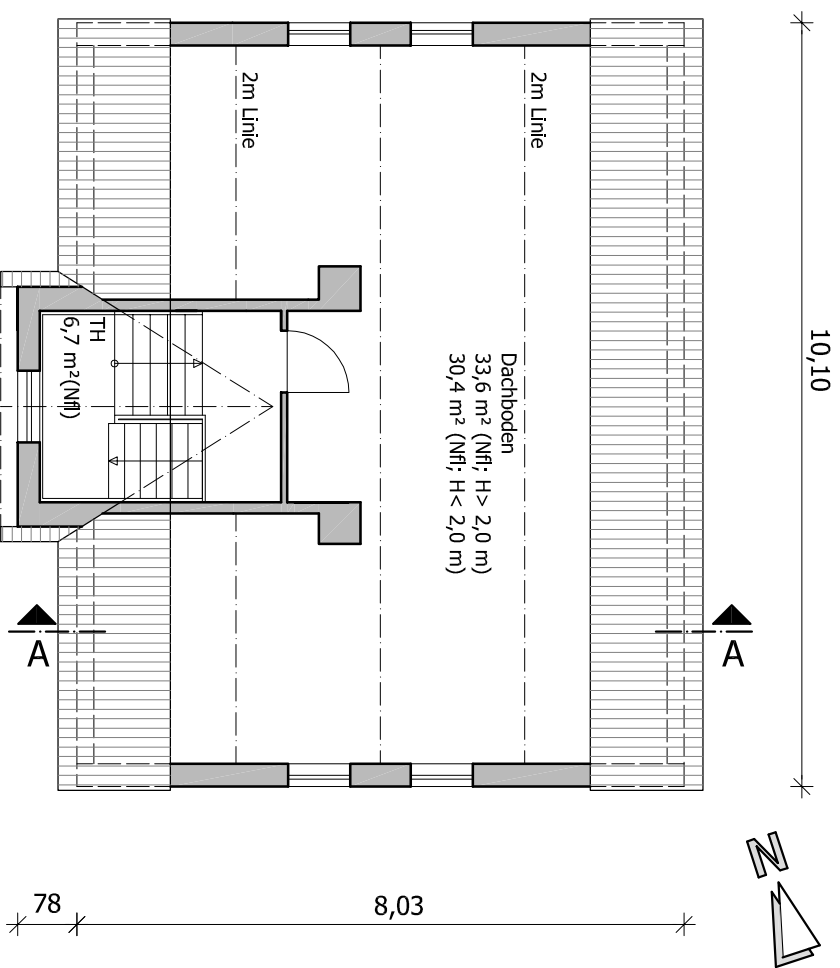 2m Linie
2m Linie
10,10
TH
6,7 m²(Nfl)
Dachboden
33,6 m² (Nfl; H> 2,0 m)
30,4 m² (Nfl; H< 2,0 m)
A
A
N
78
8,03